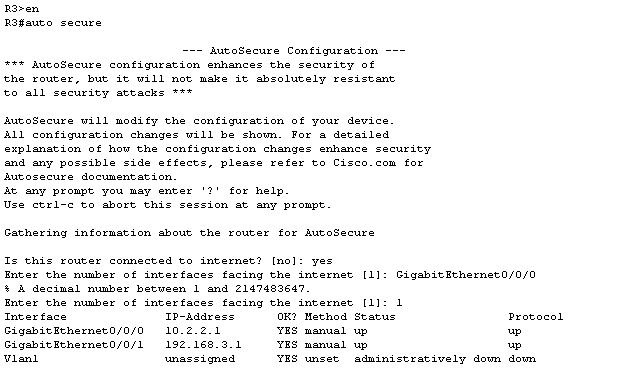 R3>en
R3#auto secure
--- AutoSecure Configuration ---
*** AutoSecure configuration enhances the security of
the router, but it will not make it absolutely resistant
to all security attacks ***
AutoSecure will modify the configuration of your device.
All configuration changes will be shown. For a detailed
explanation of how the configuration changes enhance security
and any possible side effects, please refer to Cisco.com for
Autosecure documentation.
At any prompt you may enter '?' for help.
Use ctrl-c to abort this session at any prompt.
Gathering information about the router for AutoSecure
Is this router connected to internet? [no]: yes
Enter the number of interfaces facing the internet [1]: GigabitEthernet0/0/0
% A decimal number between 1 and 2147483647.
Enter the number of interfaces facing the internet [1]: 1
Interface IP-Address OK? Method Status Protocol
GigabitEthernet0/0/0 10.2.2.1 YES manual up up
GigabitEthernet0/0/1 192.168.3.1 YES manual up up
Vlan1 unassigned YES unset administratively down down